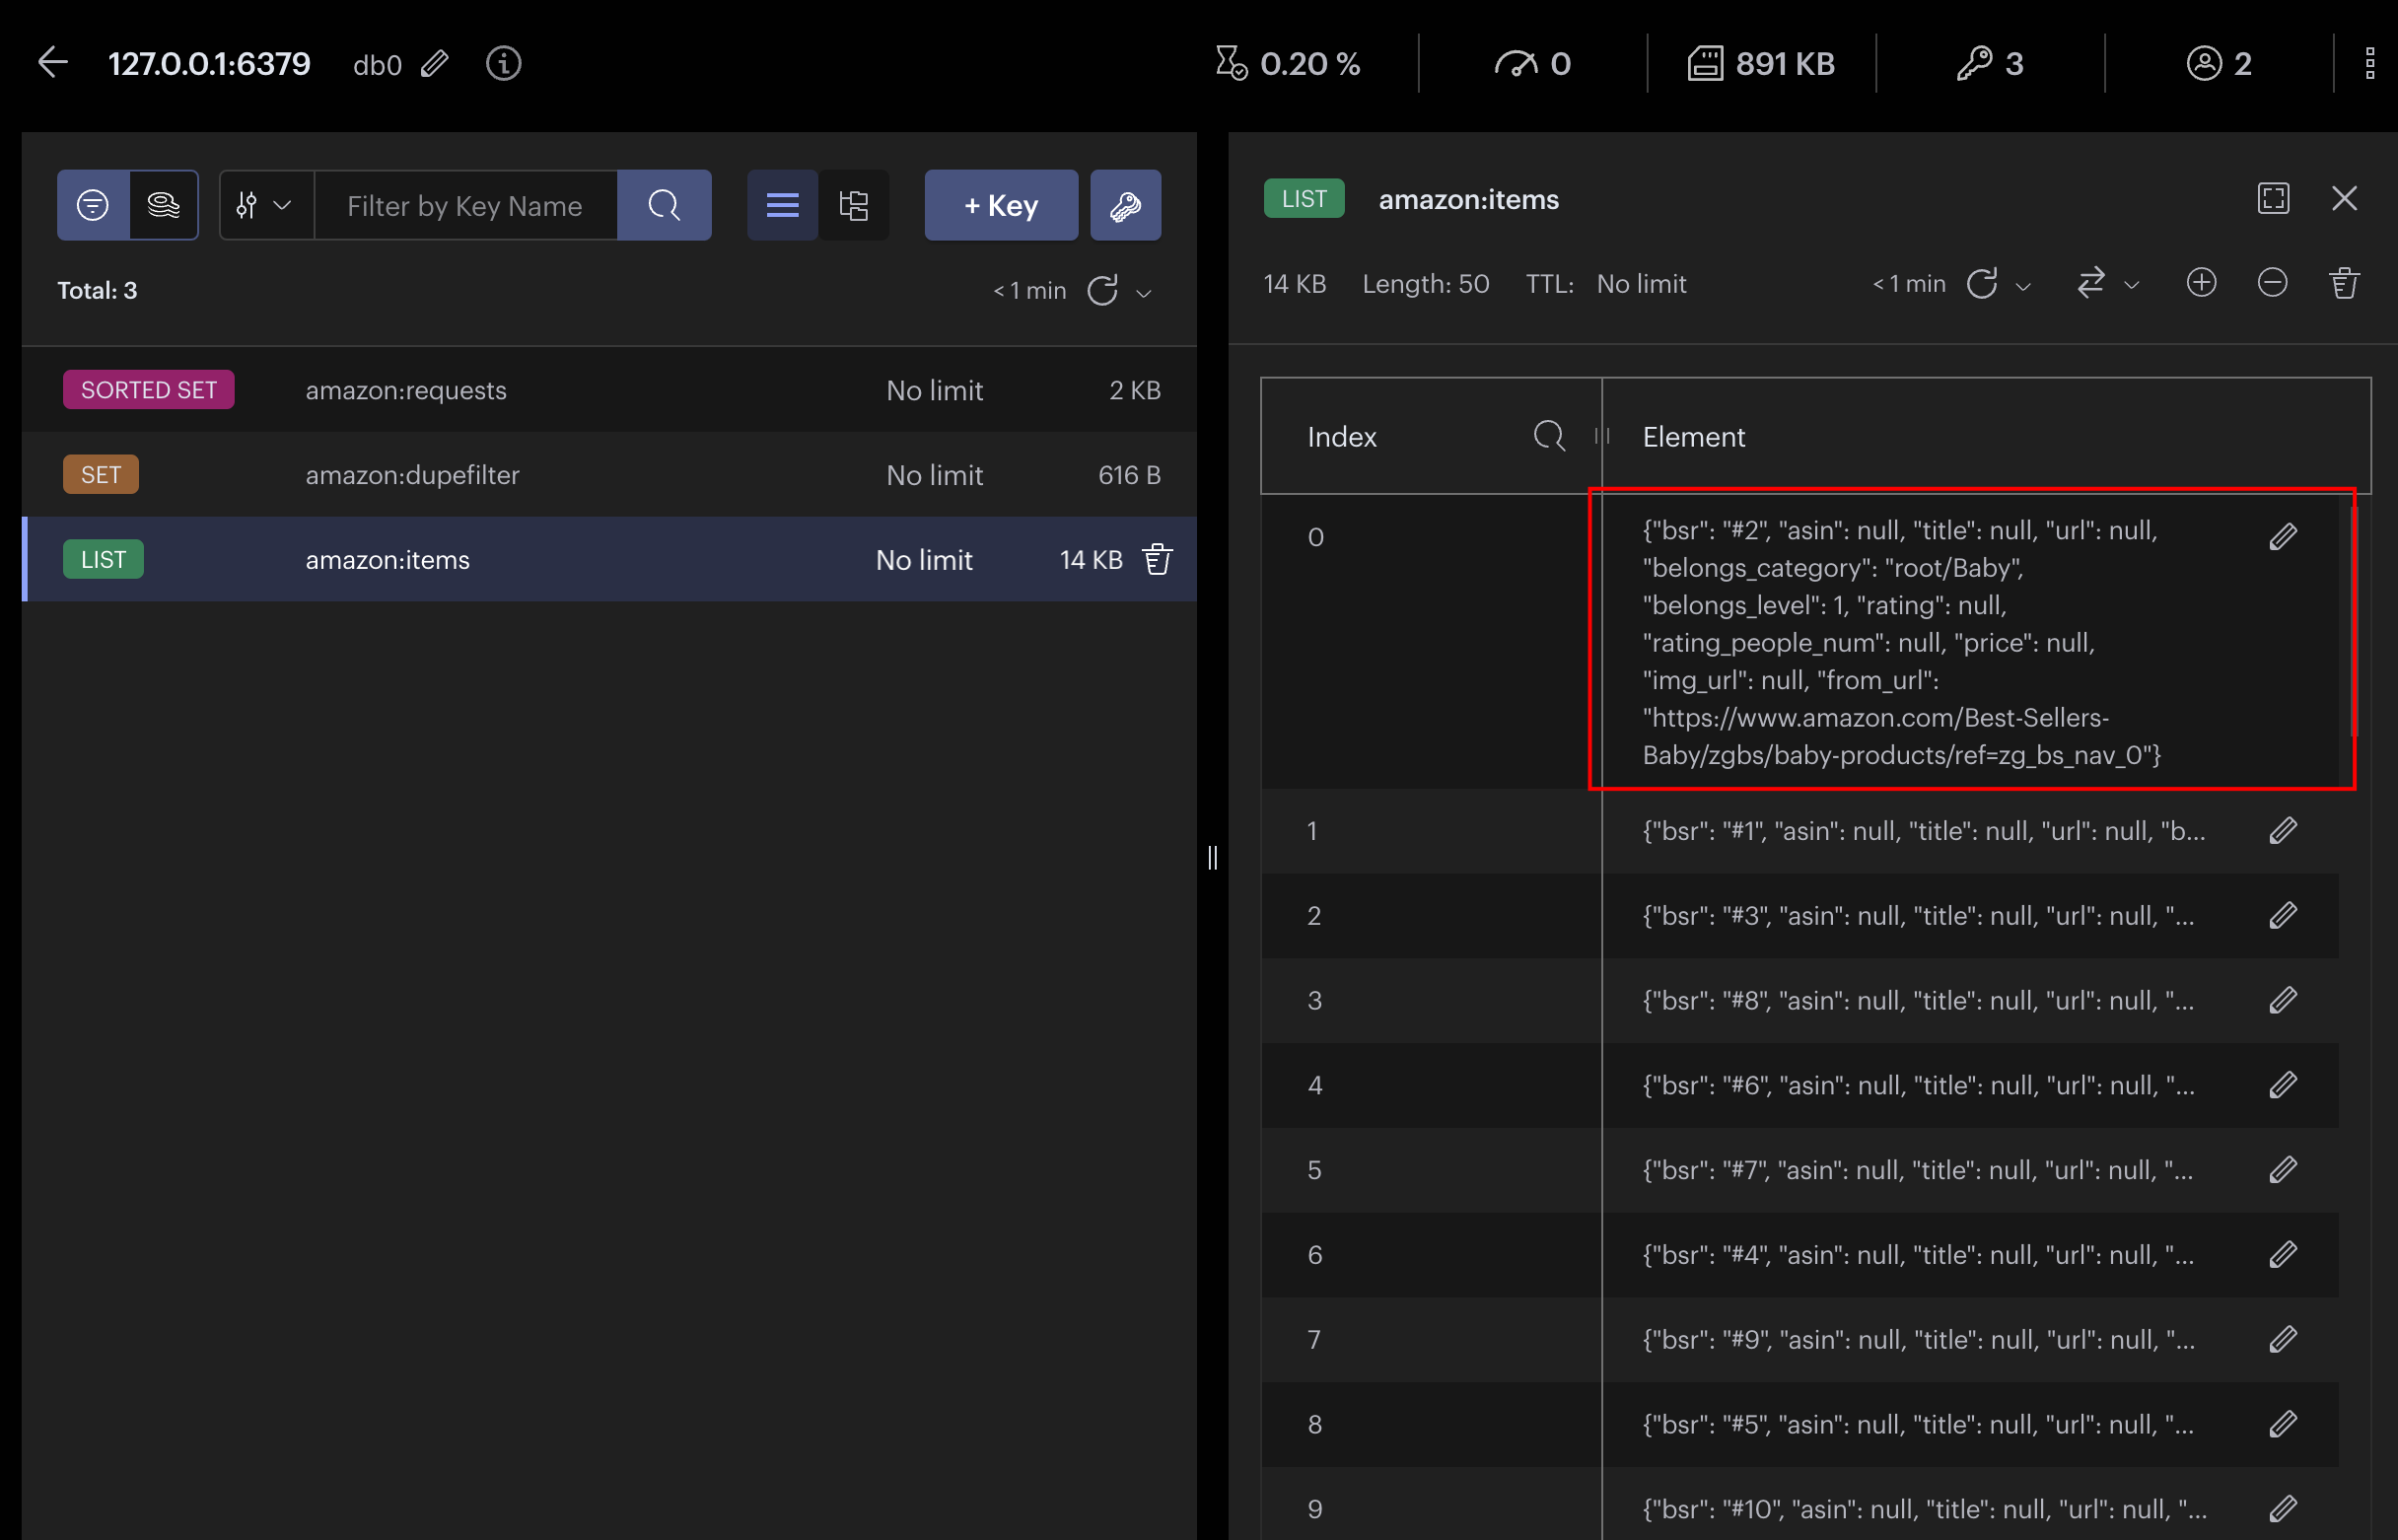 127.0.0.1:6379 db0 0.20 % 0 891 KB 3 2
Filter by Key Name + Key
Total: 3 < 1 min
SORTED SET amazon:requests No limit 2 KB
SET amazon:dupefilter No limit 616 B
LIST amazon:items No limit 14 KB
LIST amazon:items
14 KB Length: 50 TTL: No limit < 1 min
Index Element
0 {"bsr": "#2", "asin": null, "title": null, "url": null,
"belongs_category": "root/Baby",
"belongs_level": 1, "rating": null,
"rating_people_num": null, "price": null,
"img_url": null, "from_url":
"https://www.amazon.com/Best-Sellers-
Baby/zgbs/baby-products/ref=zg_bs_nav_0"}
1 {"bsr": "#1", "asin": null, "title": null, "url": null, "b...
2 {"bsr": "#3", "asin": null, "title": null, "url": null, "...
3 {"bsr": "#8", "asin": null, "title": null, "url": null, "...
4 {"bsr": "#6", "asin": null, "title": null, "url": null, "...
5 {"bsr": "#7", "asin": null, "title": null, "url": null, "...
6 {"bsr": "#4", "asin": null, "title": null, "url": null, "...
7 {"bsr": "#9", "asin": null, "title": null, "url": null, "...
8 {"bsr": "#5", "asin": null, "title": null, "url": null, "...
9 {"bsr": "#10", "asin": null, "title": null, "url": null, "...